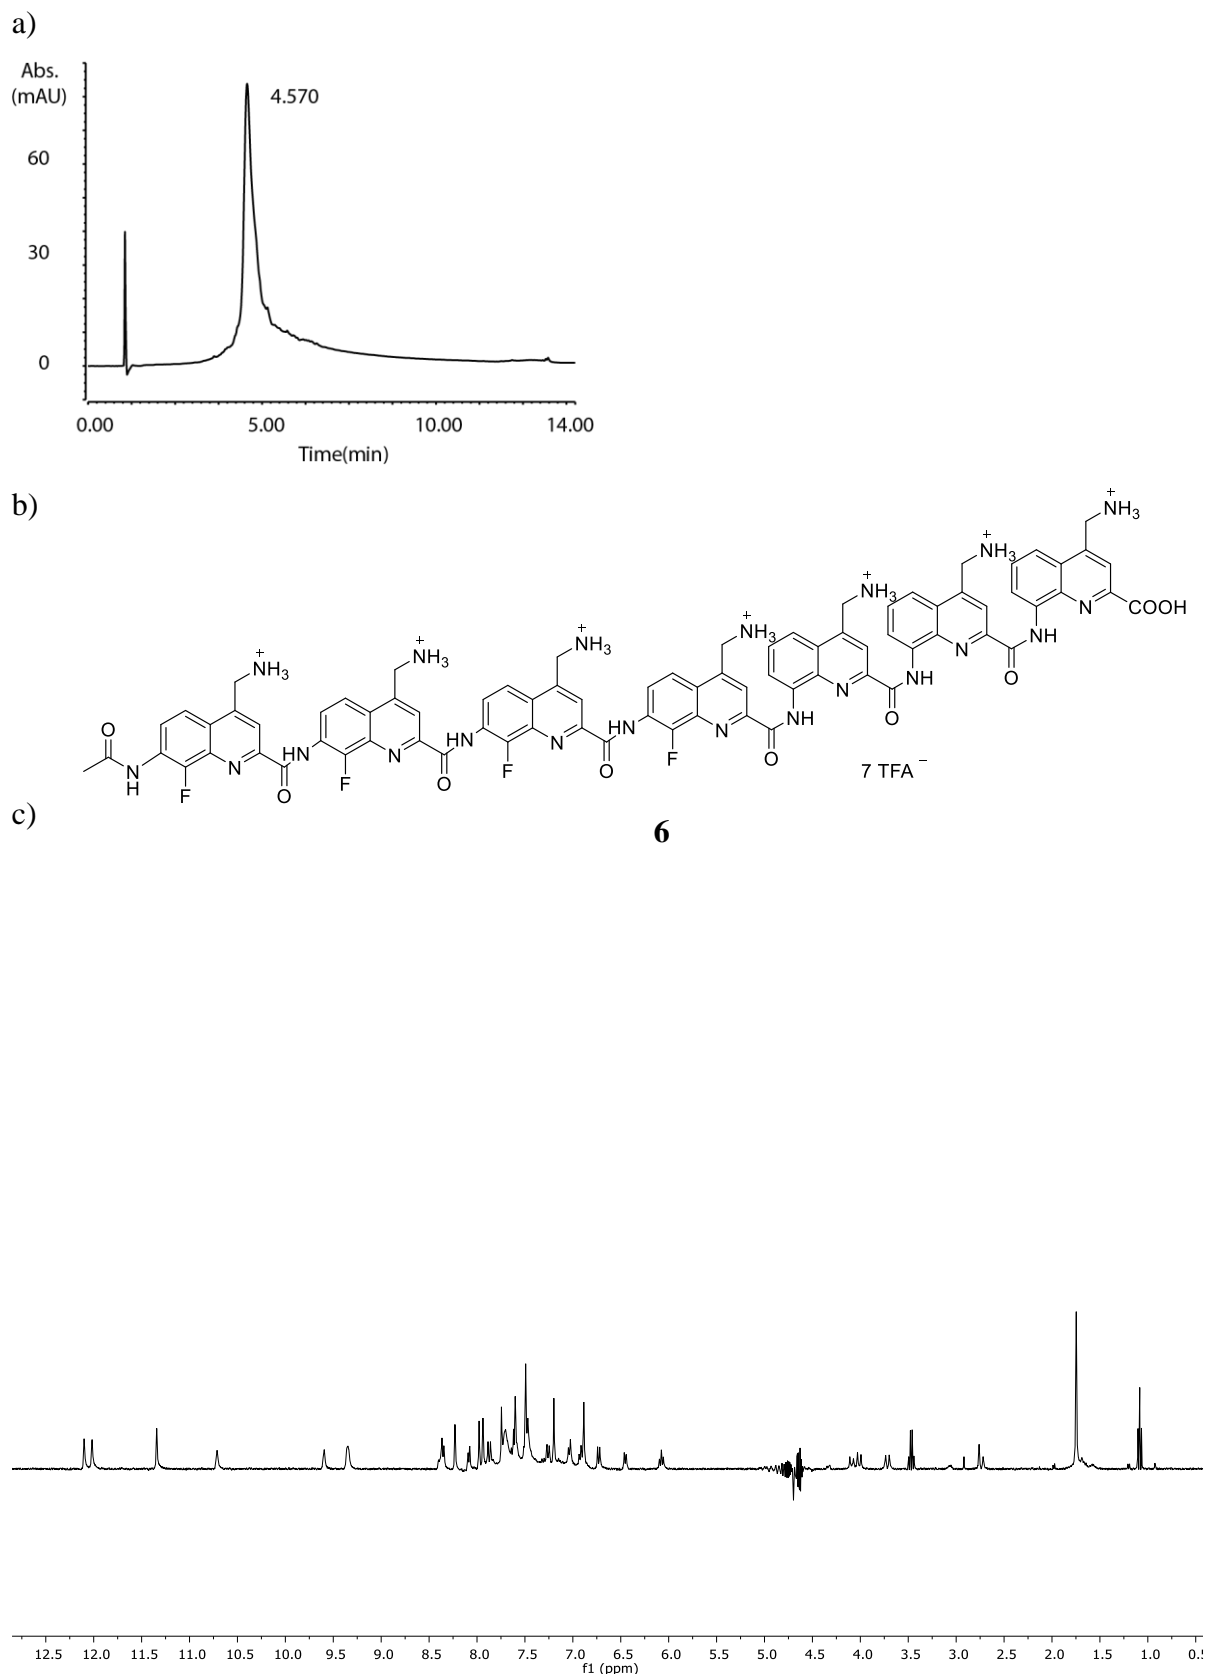 a)
Abs.
(mAU)
4.570
60
30
0
0.00 5.00 10.00 14.00
Time(min)
b)
+
NH3
+
NH3
+
NH3
+
NH3
+
NH3
+
NH3
+
NH3
N
COOH
NH
O
N
NH
O
N
NH
O
N
F
HN
O
N
F
HN
O
N
F
HN
O
N
F
N
H
O
7 TFA−
c)
6
12.5 12.0 11.5 11.0 10.5 10.0 9.5 9.0 8.5 8.0 7.5 7.0 6.5 6.0 5.5 5.0 4.5 4.0 3.5 3.0 2.5 2.0 1.5 1.0 0.5
f1 (ppm)